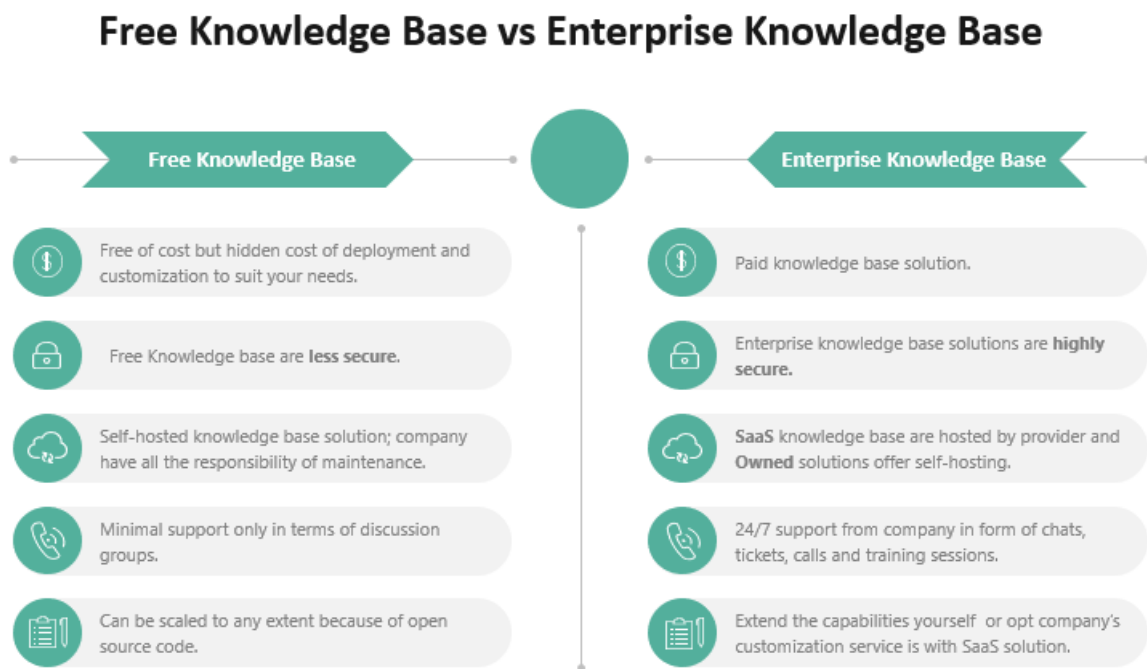 Free Knowledge Base vs Enterprise Knowledge Base
Free Knowledge Base
Free of cost but hidden cost of deployment and
customization to suit your needs.
Free Knowledge base are less secure.
Self-hosted knowledge base solution; company
have all the responsibility of maintenance.
Minimal support only in terms of discussion
groups.
Can be scaled to any extent because of open
source code.
Enterprise Knowledge Base
Paid knowledge base solution.
Enterprise knowledge base solutions are highly
secure.
SaaS knowledge base are hosted by provider and
Owned solutions offer self-hosting.
24/7 support from company in form of chats,
tickets, calls and training sessions.
Extend the capabilities yourself or opt company's
customization service is with SaaS solution.